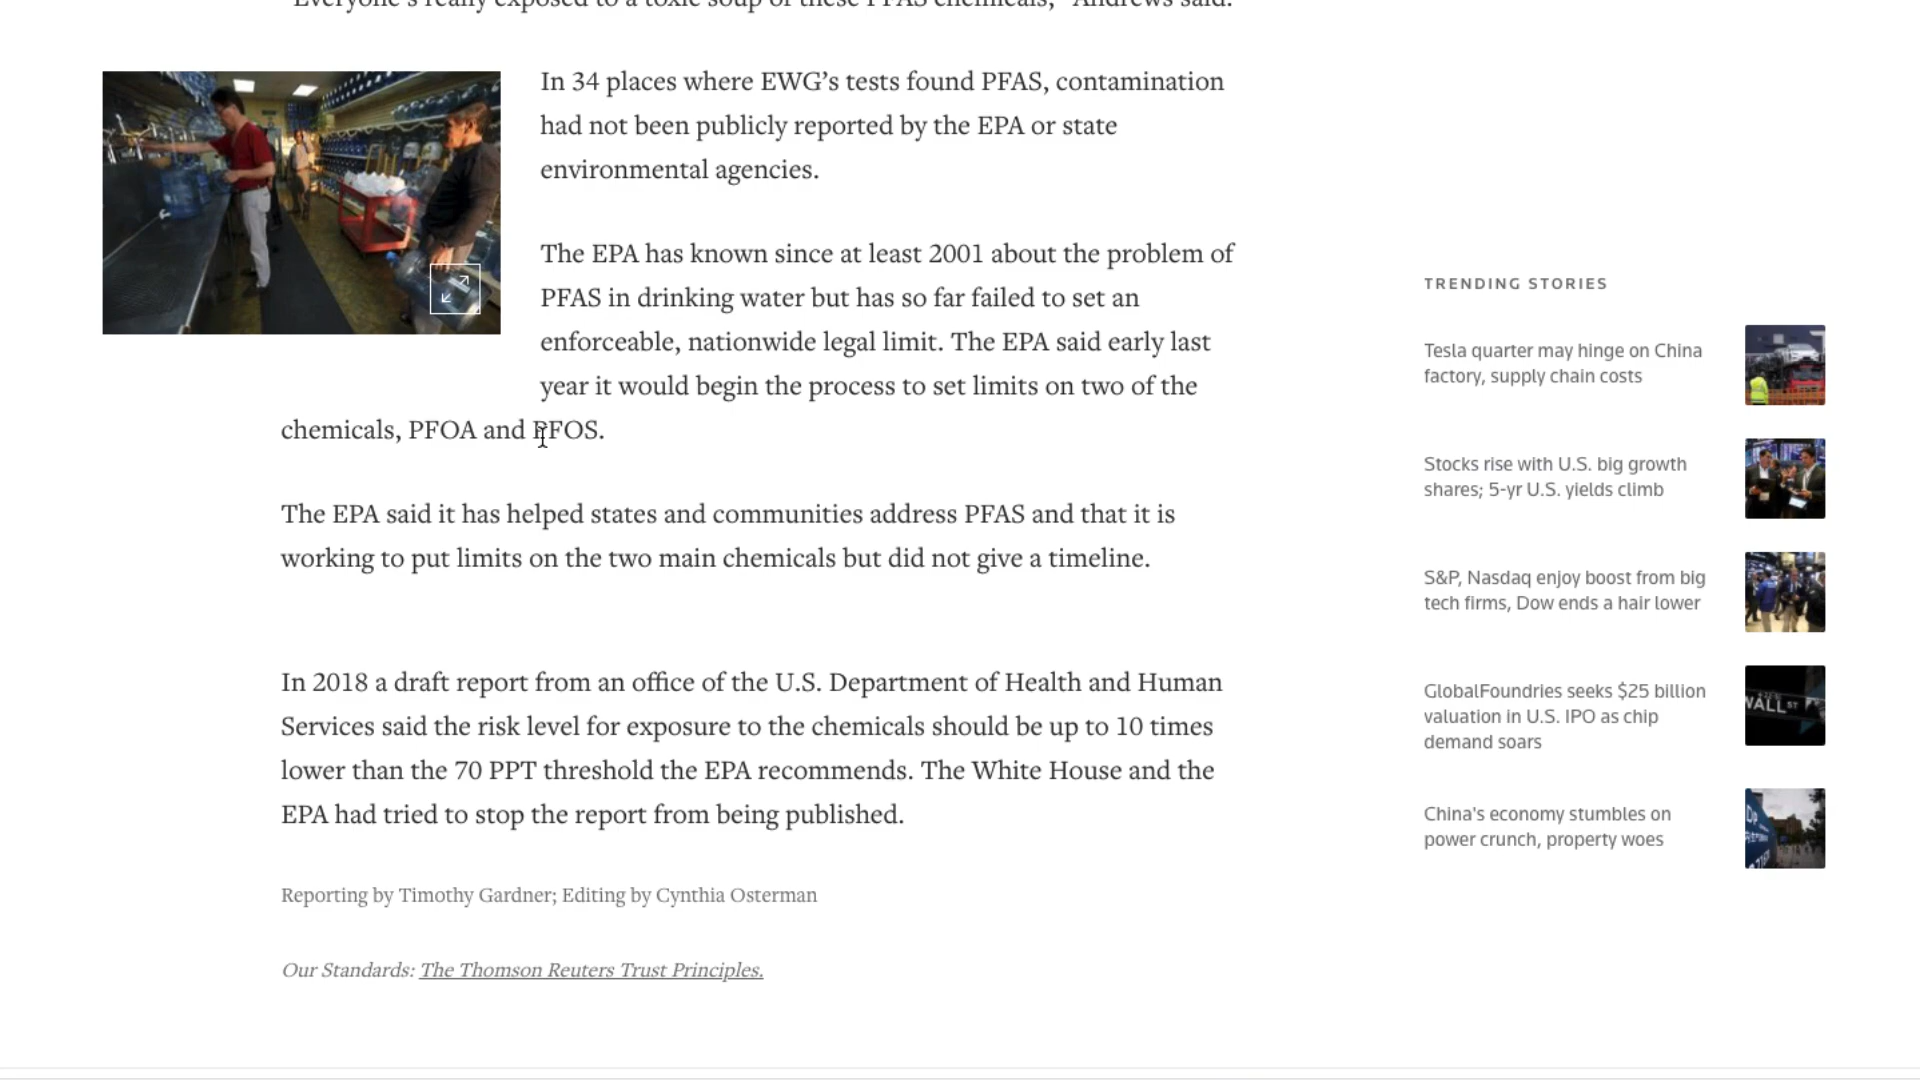 "Everyone's really exposed to a toxic soup of these PFAS chemicals," Andrews said.
In 34 places where EWG’s tests found PFAS, contamination
had not been publicly reported by the EPA or state
environmental agencies.
The EPA has known since at least 2001 about the problem of
PFAS in drinking water but has so far failed to set an
enforceable, nationwide legal limit. The EPA said early last
year it would begin the process to set limits on two of the
chemicals, PFOA and PFOS.
The EPA said it has helped states and communities address PFAS and that it is
working to put limits on the two main chemicals but did not give a timeline.
In 2018 a draft report from an office of the U.S. Department of Health and Human
Services said the risk level for exposure to the chemicals should be up to 10 times
lower than the 70 PPT threshold the EPA recommends. The White House and the
EPA had tried to stop the report from being published.
Reporting by Timothy Gardner; Editing by Cynthia Osterman
Our Standards: The Thomson Reuters Trust Principles.
TRENDING STORIES
Tesla quarter may hinge on China
factory, supply chain costs
Stocks rise with U.S. big growth
shares; 5-yr U.S. yields climb
S&P, Nasdaq enjoy boost from big
tech firms, Dow ends a hair lower
GlobalFoundries seeks $25 billion
valuation in U.S. IPO as chip
demand soars
WALL ST
China's economy stumbles on
power crunch, property woes